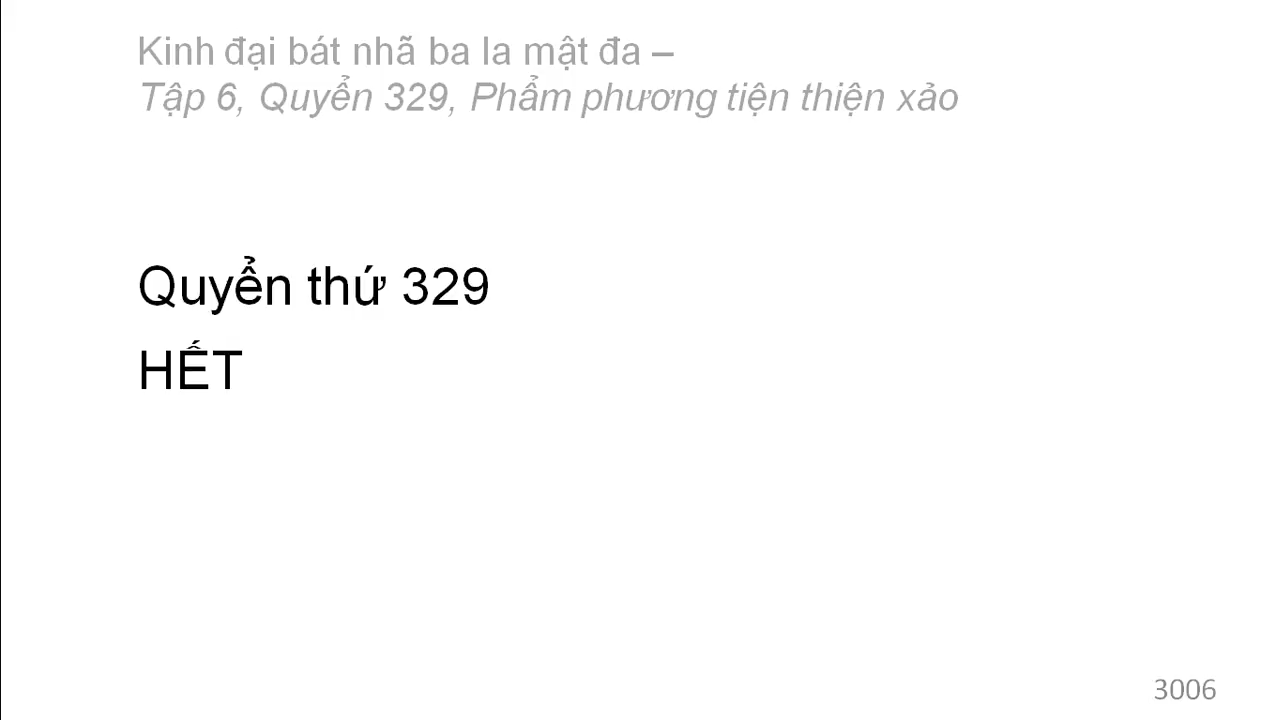 Kinh đại bát nhã ba la mật đa –
Tập 6, Quyển 329, Phẩm phương tiện thiện xảo
Quyển thứ 329
HẾT
3006